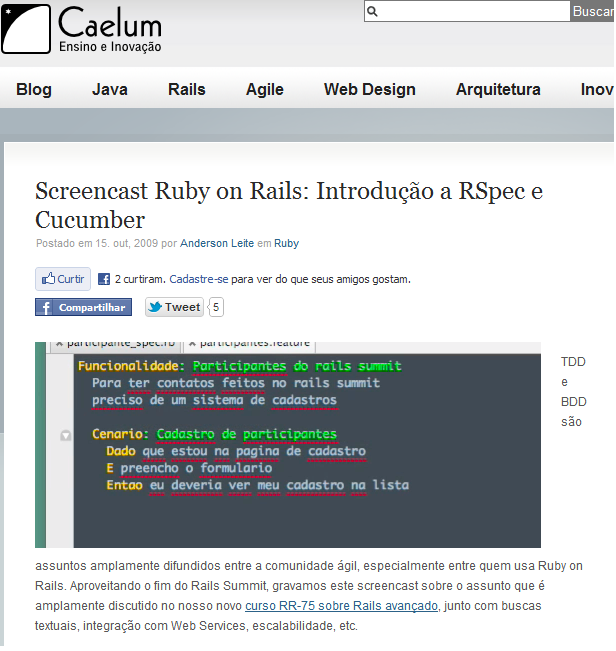 Caelum
Ensino e Inovação
Buscar
Blog Java Rails Agile Web Design Arquitetura Inov
Screencast Ruby on Rails: Introdução a RSpec e
Cucumber
Postado em 15. out, 2009 por Anderson Leite em Ruby
Curtir 2 curtiram. Cadastre-se para ver do que seus amigos gostam.
Compartilhar Tweet 5
participante_spec.rb participantes.feature
Funcionalidade: Participantes do rails summit
Para ter contatos feitos no rails summit
preciso de um sistema de cadastros
Cenario: Cadastro de participantes
Dado que estou na pagina de cadastro
E preencho o formulario
Entao eu deveria ver meu cadastro na lista
TDD
e
BDD
são
assuntos amplamente difundidos entre a comunidade ágil, especialmente entre quem usa Ruby on
Rails. Aproveitando o fim do Rails Summit, gravamos este screencast sobre o assunto que é
amplamente discutido no nosso novo curso RR-75 sobre Rails avançado, junto com buscas
textuais, integração com Web Services, escalabilidade, etc.